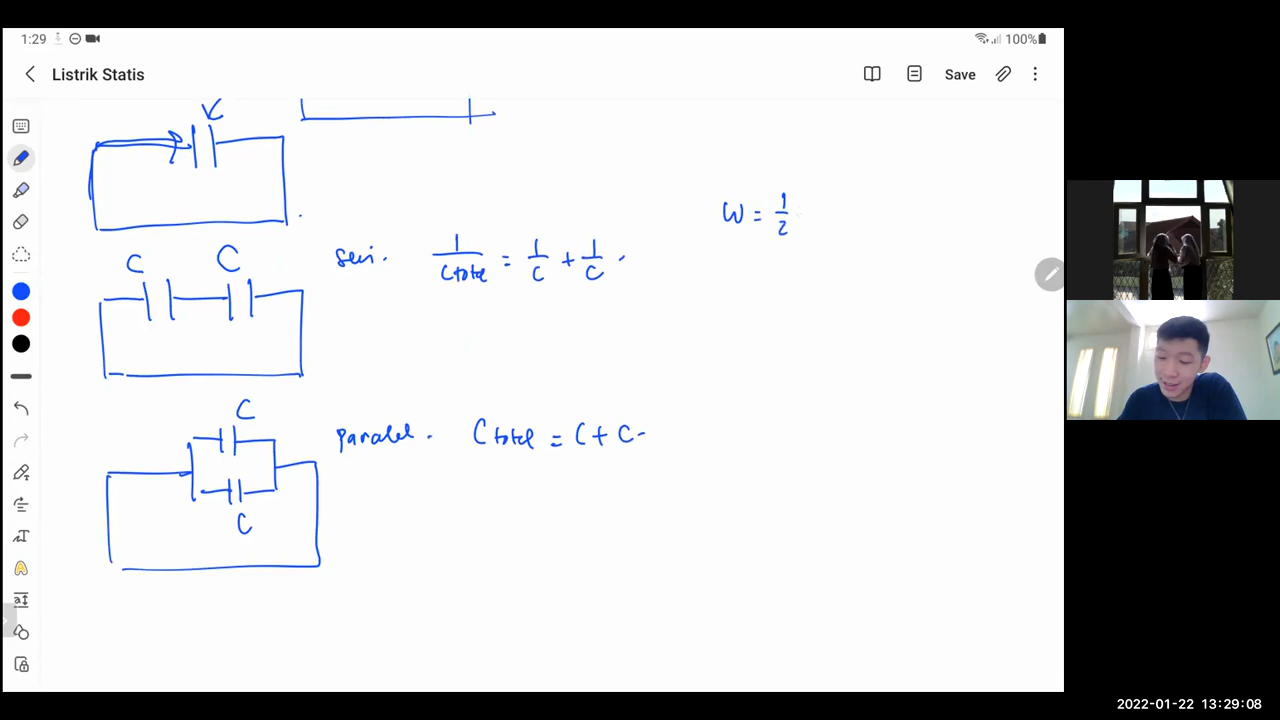 1:29
100%
Listrik Statis
Save
K
W = 1/2
C C
seri. 1/Ctotal = 1/C + 1/C.
C
paralel. Ctotal = C + C
C
2022-01-22 13:29:08